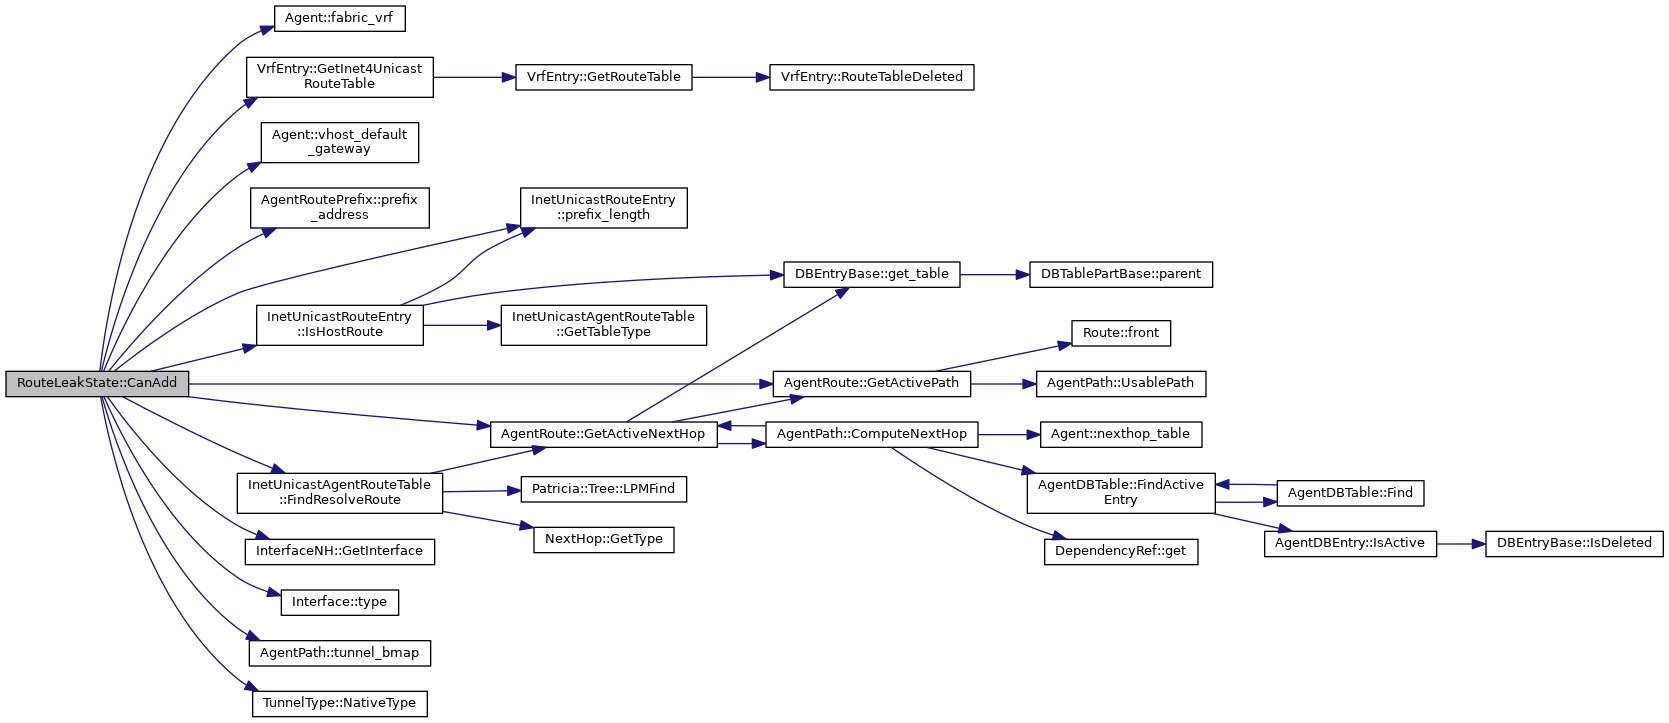 Agent::fabric_vrf
VrfEntry::GetInet4Unicast
RouteTable
VrfEntry::GetRouteTable
VrfEntry::RouteTableDeleted
Agent::vhost_default
_gateway
AgentRoutePrefix::prefix
_address
InetUnicastRouteEntry
::prefix_length
DBEntryBase::get_table
DBTablePartBase::parent
InetUnicastRouteEntry
::IsHostRoute
InetUnicastAgentRouteTable
::GetTableType
Route::front
RouteLeakState::CanAdd
AgentRoute::GetActivePath
AgentPath::UsablePath
AgentRoute::GetActiveNextHop
AgentPath::ComputeNextHop
Agent::nexthop_table
InetUnicastAgentRouteTable
::FindResolveRoute
Patricia::Tree::LPMFind
AgentDBTable::FindActive
Entry
AgentDBTable::Find
NextHop::GetType
InterfaceNH::GetInterface
DependencyRef::get
AgentDBEntry::IsActive
DBEntryBase::IsDeleted
Interface::type
AgentPath::tunnel_bmap
TunnelType::NativeType